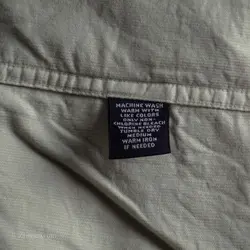 MACHINE WASH
WARM WITH
LIKE COLORS
ONLY NON-
CHLORINE BLEACH
WHEN NEEDED
TUMBLE DRY
MEDIUM
WARM IRON
IF NEEDED